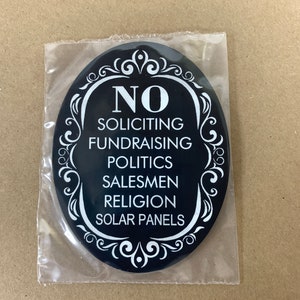 NO
SOLICITING
FUNDRAISING
POLITICS
SALESMEN
RELIGION
SOLAR PANELS